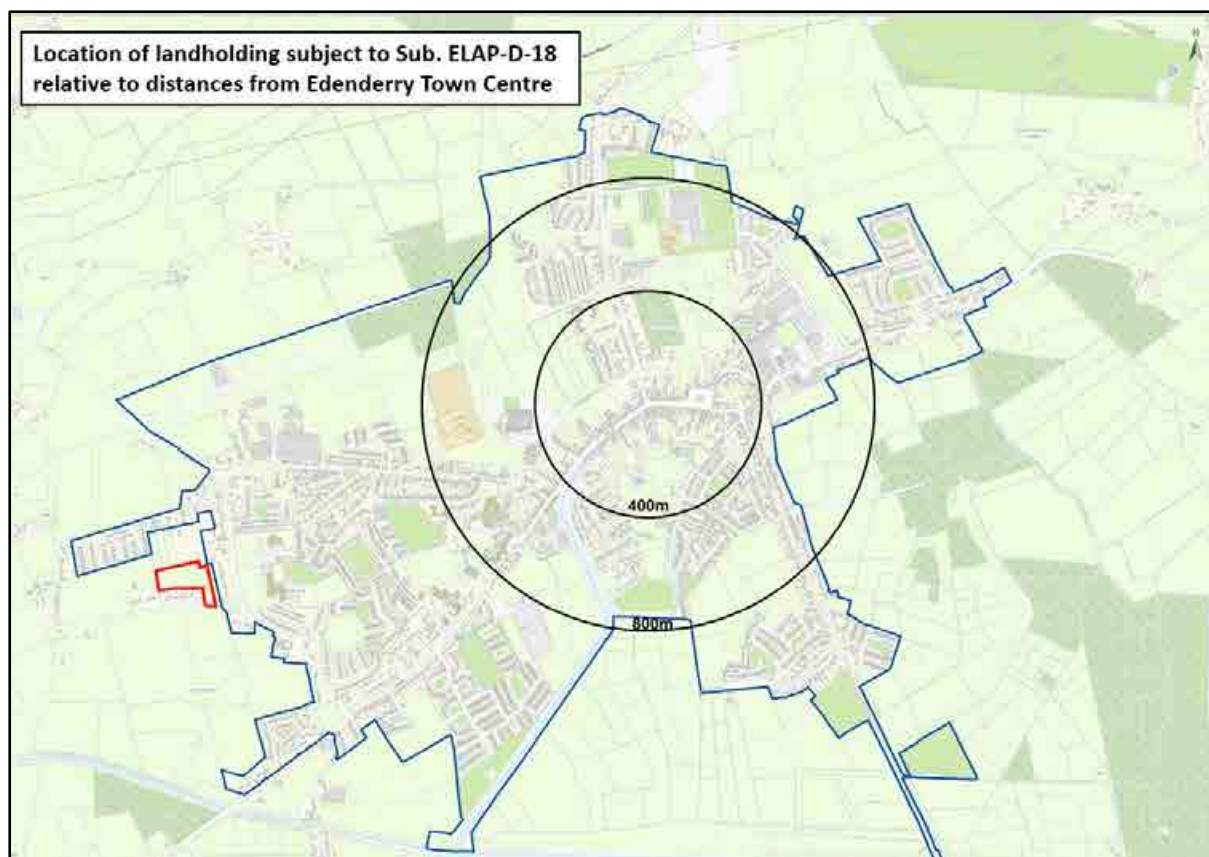 Location of landholding subject to Sub. ELAP-D-18
relative to distances from Edenderry Town Centre
N
400m
800m